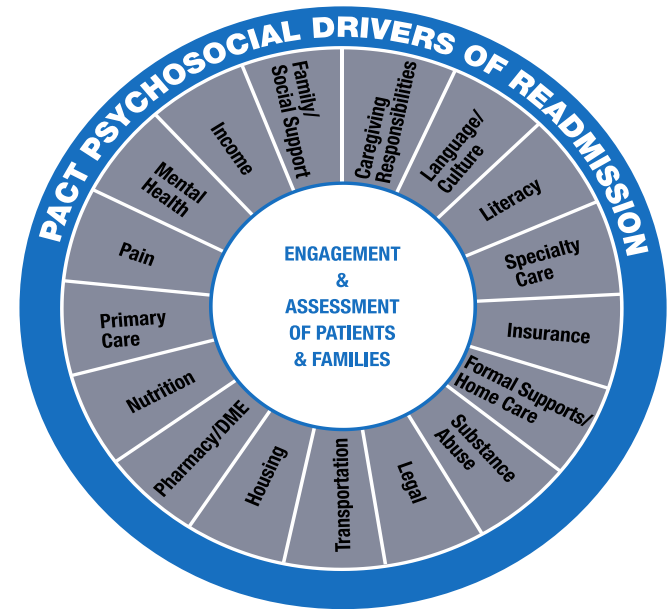 PACT PSYCHOSOCIAL DRIVERS OF READMISSION
Family/
Social Support
Caregiving
Responsibilities
Language/
Culture
Literacy
Specialty
Care
Insurance
Formal Supports/
Home Care
Substance
Abuse
Legal
Transportation
Housing
Pharmacy/DME
Nutrition
Primary
Care
Pain
Mental
Health
Income
ENGAGEMENT
&
ASSESSMENT
OF PATIENTS
& FAMILIES